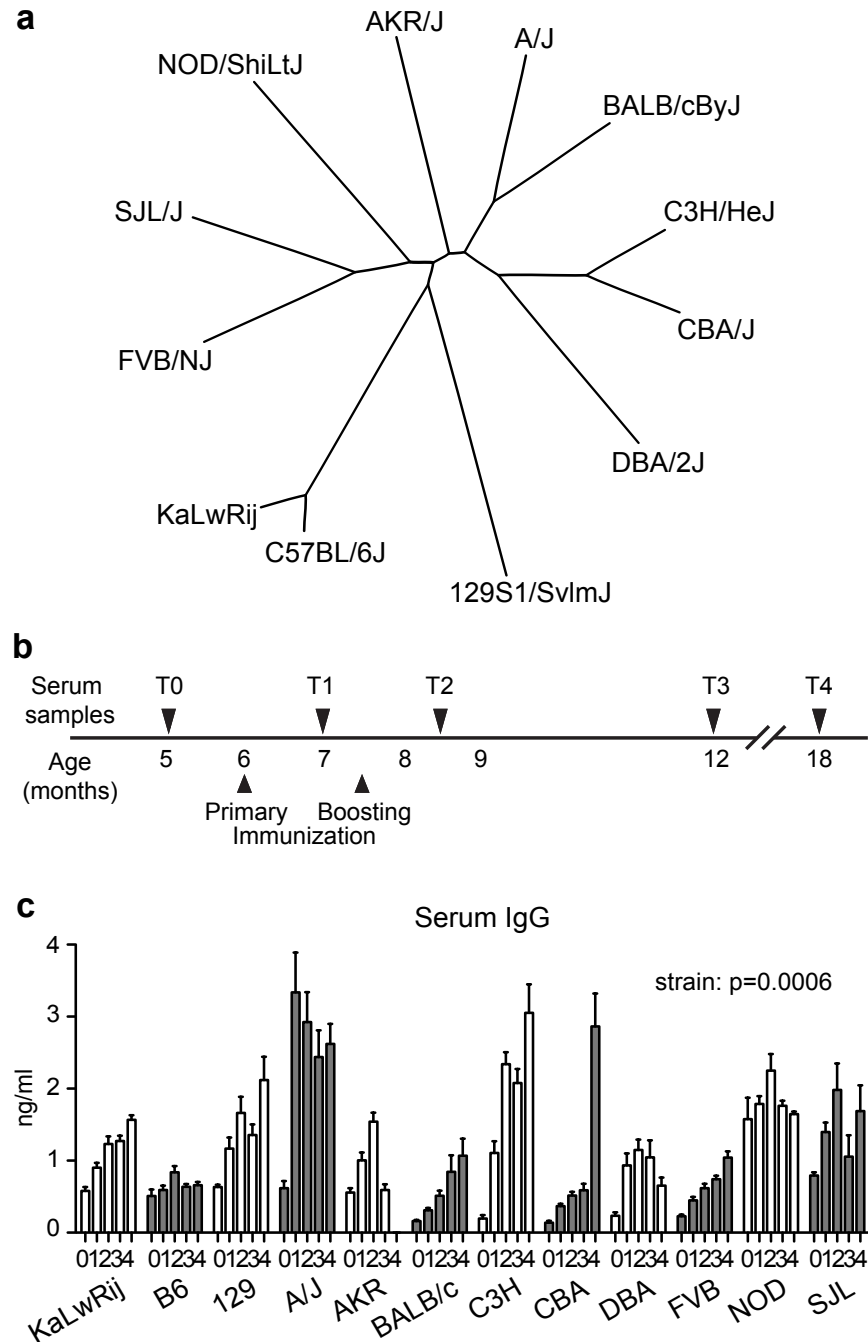 a
AKR/J
A/J
NOD/ShiLtJ
BALB/cByJ
SJL/J
C3H/HeJ
FVB/NJ
CBA/J
DBA/2J
KaLwRij
C57BL/6J
129S1/SvImJ
b
Serum samples
T0 T1 T2 T3 T4
Age (months)
5 6 7 8 9 12 18
Primary Boosting
Immunization
c
Serum IgG
strain: p=0.0006
ng/ml
4
3
2
1
0
01234 01234 01234 01234 01234 01234 01234 01234 01234 01234 01234 01234
KaLwRij B6 129 A/J AKR BALB/c C3H CBA DBA FVB NOD SJL